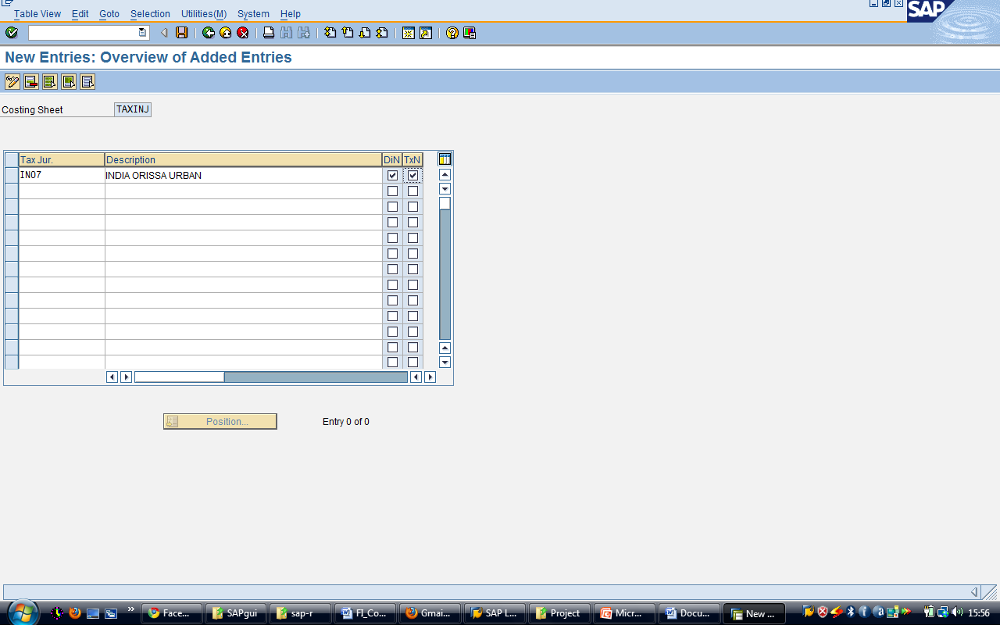 Table View Edit Goto Selection Utilities(M) System Help
SAP
New Entries: Overview of Added Entries
Costing Sheet TAXINJ
Tax Jur. Description DiN TxN
IN07 INDIA ORISSA URBAN
Position... Entry 0 of 0
» Face... SAPgui sap-r FI_Co... Gmai... SAP L... Project Micr... Docu... New ... 15:56